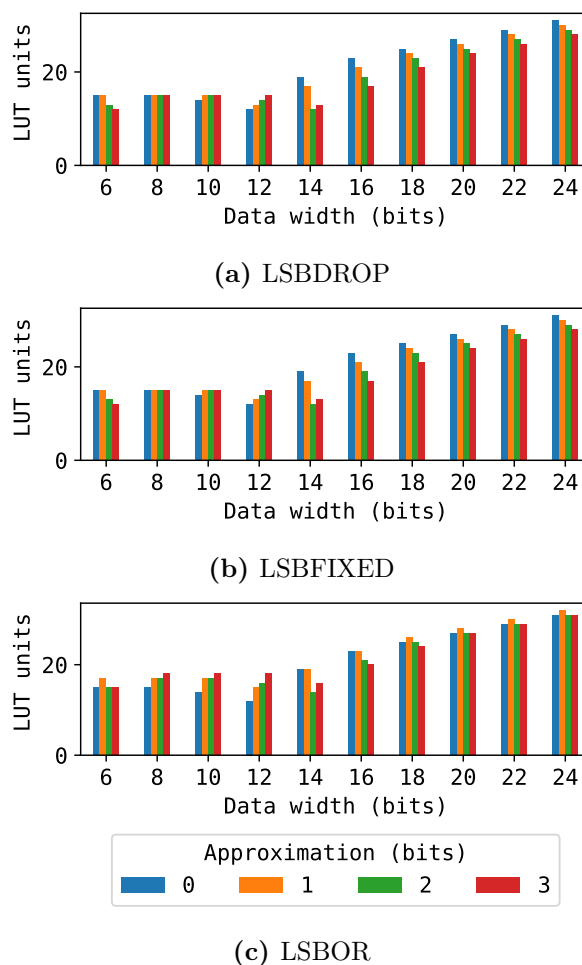 LUT units
20
0
6 8 10 12 14 16 18 20 22 24
Data width (bits)
(a) LSBDROP
LUT units
20
0
6 8 10 12 14 16 18 20 22 24
Data width (bits)
(b) LSBFIXED
LUT units
20
0
6 8 10 12 14 16 18 20 22 24
Data width (bits)
Approximation (bits)
0 1 2 3
(c) LSBOR